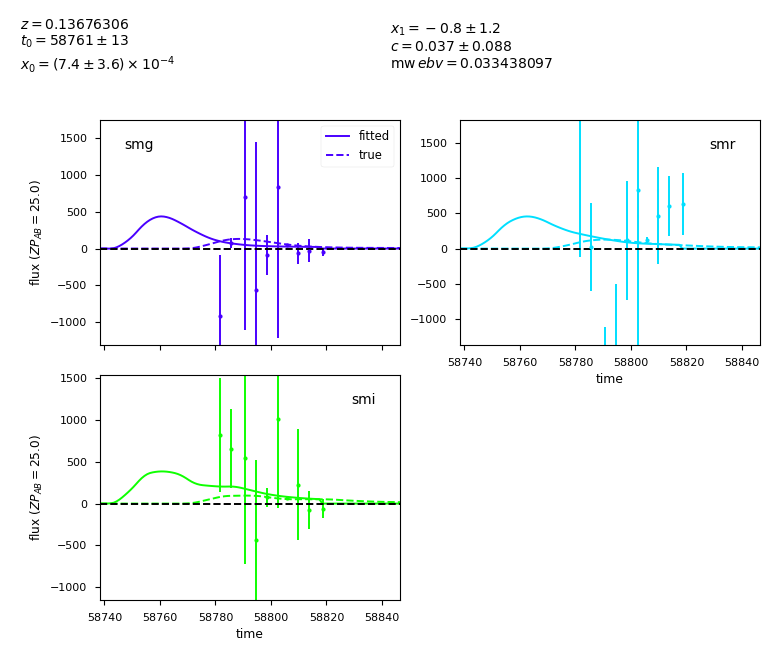 z = 0.13676306
t₀ = 58761 ± 13
x₀ = (7.4 ± 3.6) × 10⁻⁴
x₁ = −0.8 ± 1.2
c = 0.037 ± 0.088
mw ebv = 0.033438097
smg
fitted
true
1500
1000
500
0
−500
−1000
flux (ZP_AB = 25.0)
smr
1500
1000
500
0
−500
−1000
58740 58760 58780 58800 58820 58840
time
smi
1500
1000
500
0
−500
−1000
flux (ZP_AB = 25.0)
58740 58760 58780 58800 58820 58840
time